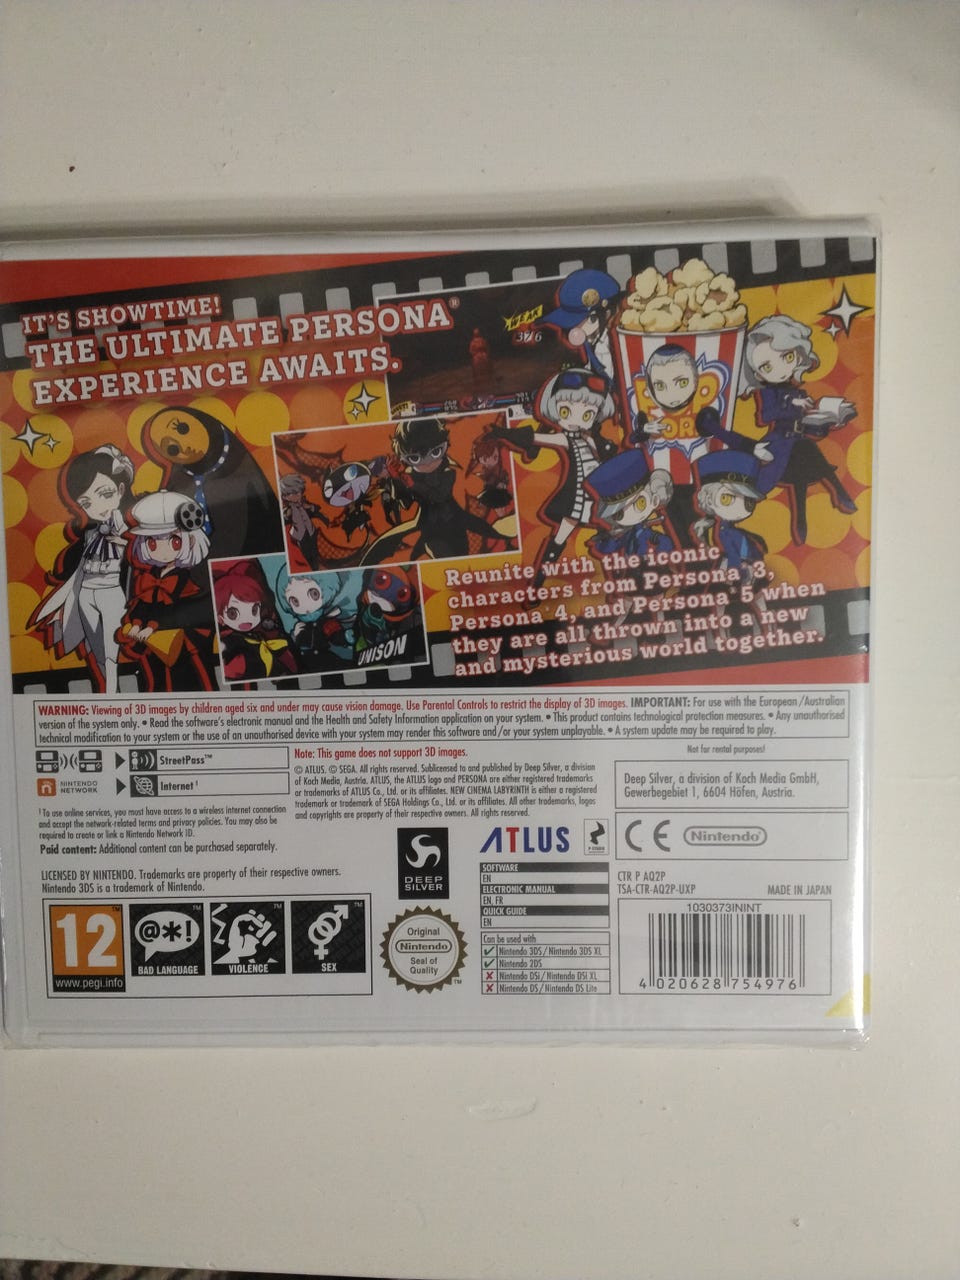 IT'S SHOWTIME!
THE ULTIMATE PERSONA®
EXPERIENCE AWAITS.
WEAK
376
UNISON
Reunite with the iconic
characters from Persona® 3,
Persona® 4, and Persona® 5 when
they are all thrown into a new
and mysterious world together.
WARNING: Viewing of 3D images by children aged six and under may cause vision damage. Use Parental Controls to restrict the display of 3D images. IMPORTANT: For use with the European/Australian
version of the system only. • Read the software's electronic manual and the Health and Safety Information application on your system. • This product contains technological protection measures. • Any unauthorised
technical modification to your system or the use of an unauthorised device with your system may render this software and/or your system unplayable. • A system update may be required to play.
StreetPass™
NINTENDO
NETWORK
Internet¹
¹ To use online services, you must have access to a wireless internet connection
and accept the network-related terms and privacy policies. You may also be
required to create or link a Nintendo Network ID.
Paid content: Additional content can be purchased separately.
LICENSED BY NINTENDO. Trademarks are property of their respective owners.
Nintendo 3DS is a trademark of Nintendo.
Note: This game does not support 3D images.
© ATLUS. © SEGA. All rights reserved. Sublicensed to and published by Deep Silver, a division
of Koch Media, Austria. ATLUS, the ATLUS logo and PERSONA are either registered trademarks
or trademarks of ATLUS Co., Ltd. or its affiliates. NEW CINEMA LABYRINTH is either a registered
trademark or trademark of SEGA Holdings Co., Ltd. or its affiliates. All other trademarks, logos
and copyrights are property of their respective owners. All rights reserved.
Not for rental purposes!
Deep Silver, a division of Koch Media GmbH,
Gewerbegebiet 1, 6604 Höfen, Austria.
CE
Nintendo®
DEEP
SILVER
ATLUS
P STUDIO
SOFTWARE
EN
ELECTRONIC MANUAL
EN, FR
QUICK GUIDE
EN
CTR P AQ2P
TSA-CTR-AQ2P-UXP
MADE IN JAPAN
12™
www.pegi.info
@*!™
BAD LANGUAGE
™
VIOLENCE
™
SEX
Original
Nintendo®
Seal of
Quality
™
Can be used with
Nintendo 3DS/Nintendo 3DS XL
Nintendo 2DS
Nintendo DSi/Nintendo DSi XL
Nintendo DS/Nintendo DS Lite
1030373ININT
4 020628 754976